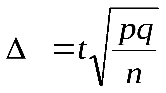 Δ = t√(pq/n)